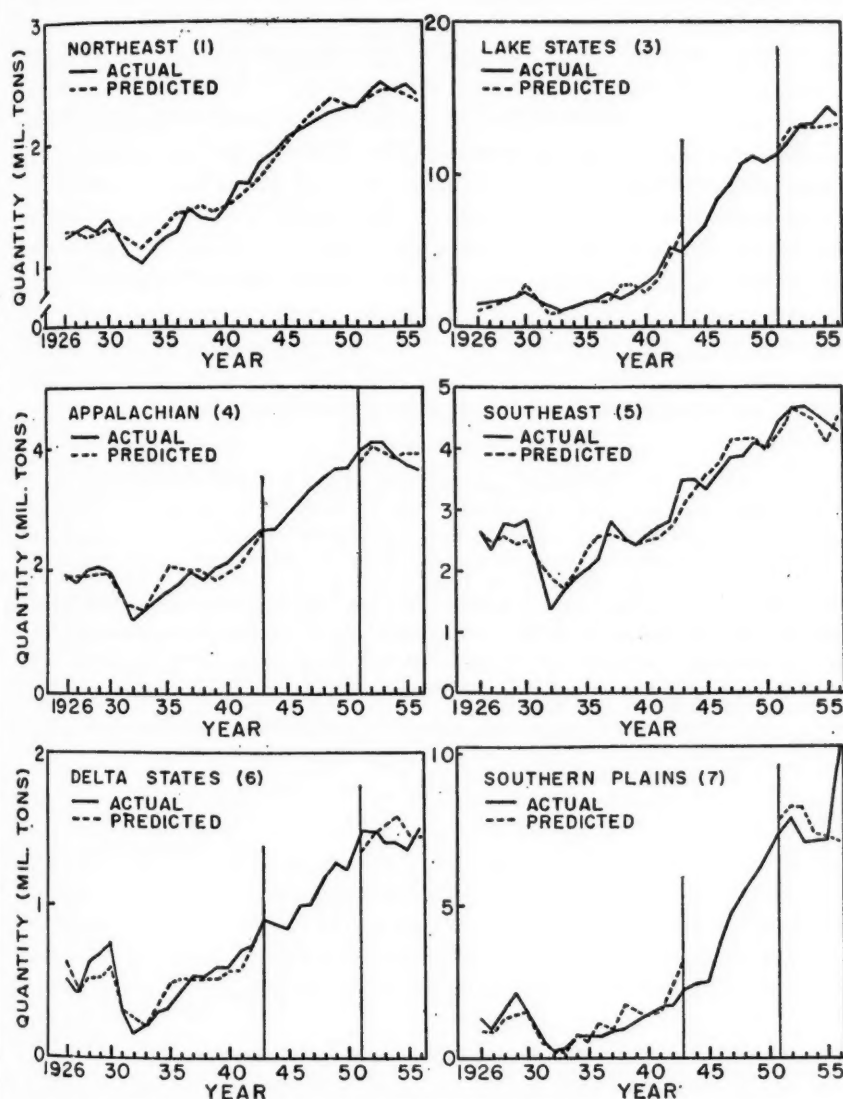 NORTHEAST (1)
ACTUAL
PREDICTED
QUANTITY (MIL. TONS)
3
2
1
0
1926 30 35 40 45 50 55
YEAR
LAKE STATES (3)
ACTUAL
PREDICTED
20
10
0
1926 30 35 40 45 50 55
YEAR
APPALACHIAN (4)
ACTUAL
PREDICTED
QUANTITY (MIL. TONS)
4
2
0
1926 30 35 40 45 50 55
YEAR
SOUTHEAST (5)
ACTUAL
PREDICTED
5
4
3
2
1
0
1926 30 35 40 45 50 55
YEAR
DELTA STATES (6)
ACTUAL
PREDICTED
QUANTITY (MIL. TONS)
2
1
0
1926 30 35 40 45 50 55
YEAR
SOUTHERN PLAINS (7)
ACTUAL
PREDICTED
10
5
0
1926 30 35 40 45 50 55
YEAR